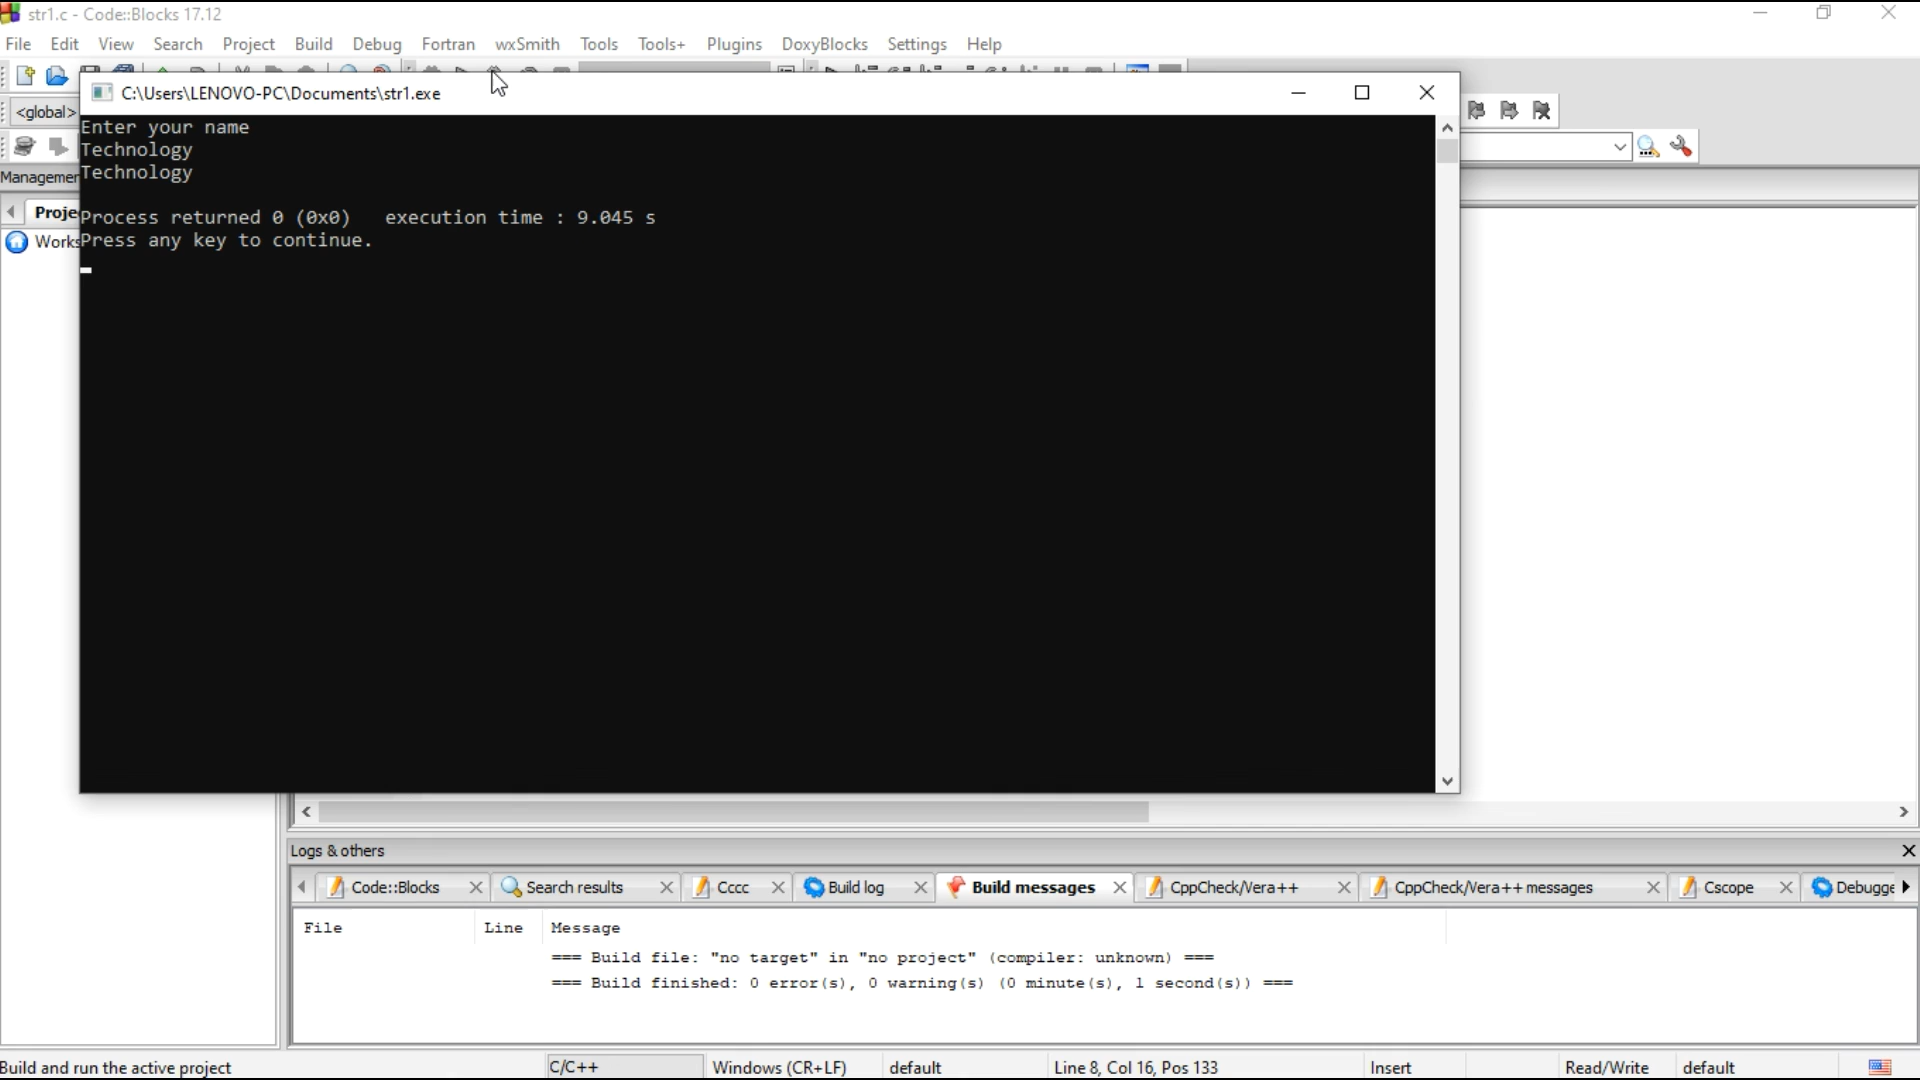 str1.c - Code::Blocks 17.12
File Edit View Search Project Build Debug Fortran wxSmith Tools Tools+ Plugins DoxyBlocks Settings Help
C:\Users\LENOVO-PC\Documents\str1.exe
<global>
Enter your name
Technology
Technology
Process returned 0 (0x0)   execution time : 9.045 s
Press any key to continue.
Logs & others
Code::Blocks Search results Cccc Build log Build messages CppCheck/Vera++ CppCheck/Vera++ messages Cscope Debugge
File Line Message
=== Build file: "no target" in "no project" (compiler: unknown) ===
=== Build finished: 0 error(s), 0 warning(s) (0 minute(s), 1 second(s)) ===
Build and run the active project C/C++ Windows (CR+LF) default Line 8, Col 16, Pos 133 Insert Read/Write default